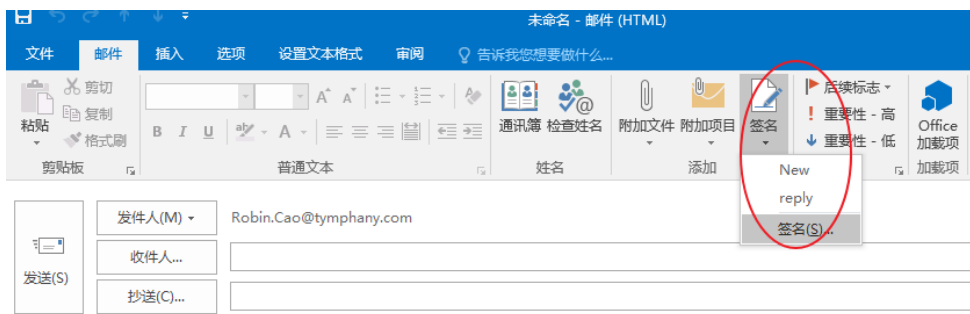 未命名 - 邮件 (HTML)
文件 邮件 插入 选项 设置文本格式 审阅 告诉我您想要做什么...
粘贴 剪切 复制 格式刷
B I U A
通讯簿 检查姓名 附加文件 附加项目 签名
后续标志
! 重要性 - 高
重要性 - 低
Office 加载项
剪贴板 普通文本 姓名 添加 加载项
New
reply
签名(S)...
发送(S)
发件人(M) Robin.Cao@tymphany.com
收件人...
抄送(C)...